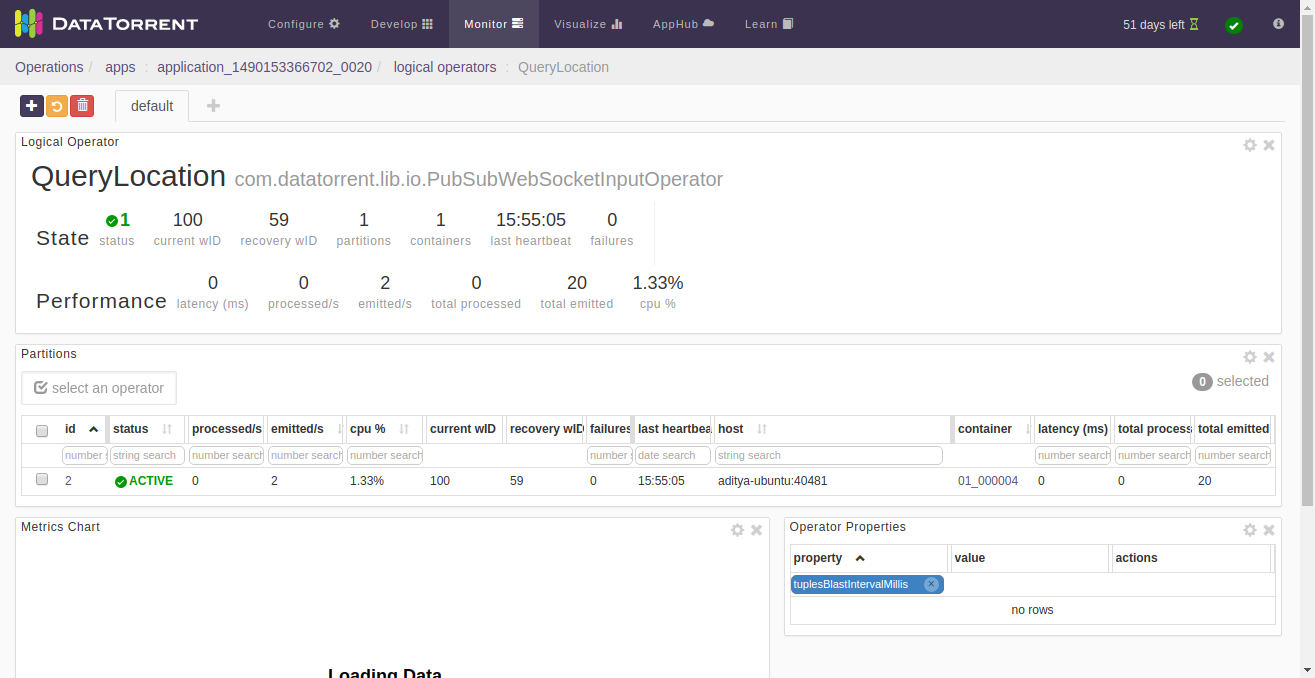 DATATORRENT Configure Develop Monitor Visualize AppHub Learn 51 days left
Operations / apps : application_1490153366702_0020 / logical operators : QueryLocation
default
Logical Operator
QueryLocation com.datatorrent.lib.io.PubSubWebSocketInputOperator
1 100 59 1 1 15:55:05 0
State status current wID recovery wID partitions containers last heartbeat failures
0 0 2 0 20 1.33%
Performance latency (ms) processed/s emitted/s total processed total emitted cpu %
Partitions
select an operator 0 selected
id status processed/s emitted/s cpu % current wID recovery wID failures last heartbea host container latency (ms) total process total emitted
number s string search number search number search number search number s date search string search number search number search number search
2 ACTIVE 0 2 1.33% 100 59 0 15:55:05 aditya-ubuntu:40481 01_000004 0 0 20
Metrics Chart
Loading Data
Operator Properties
property value actions
tuplesBlastIntervalMillis
no rows